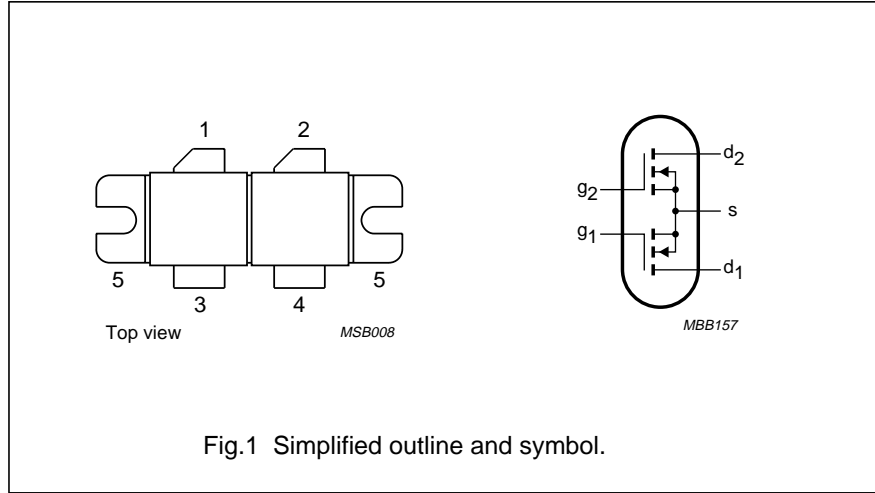 1 2
5 5
3 4
Top view MSB008
d2
g2
s
g1
d1
MBB157
Fig.1 Simplified outline and symbol.